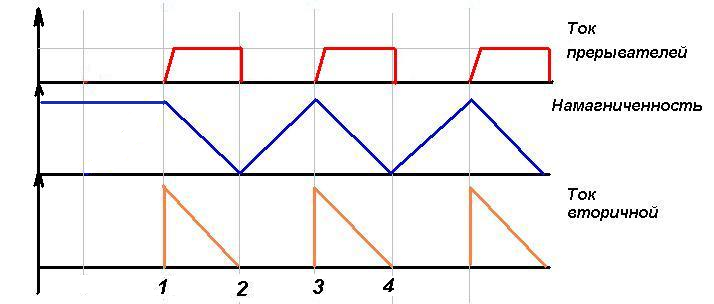 Ток
прерывателей
Намагниченность
Ток
вторичной
1 2 3 4